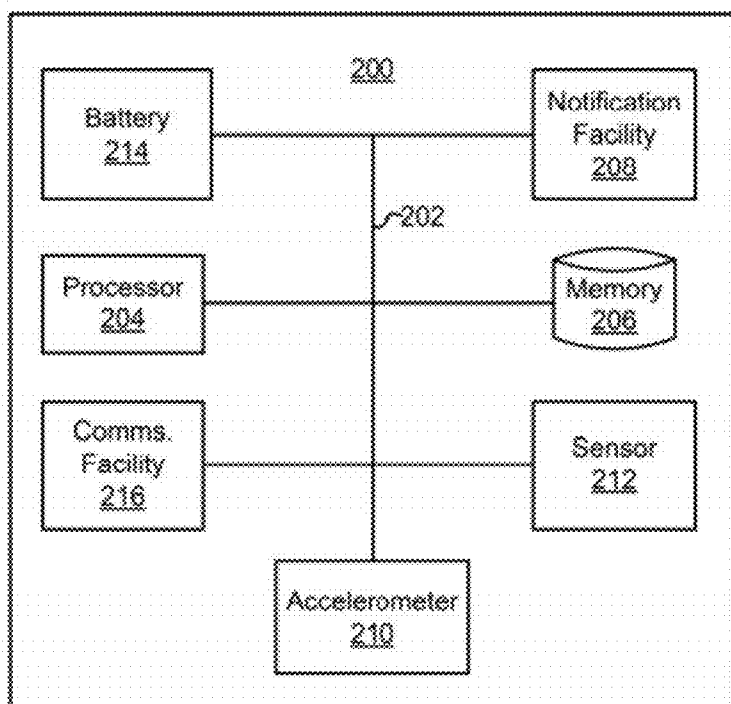 200
Battery
214
Notification
Facility
208
202
Processor
204
Memory
206
Comms.
Facility
216
Sensor
212
Accelerometer
210